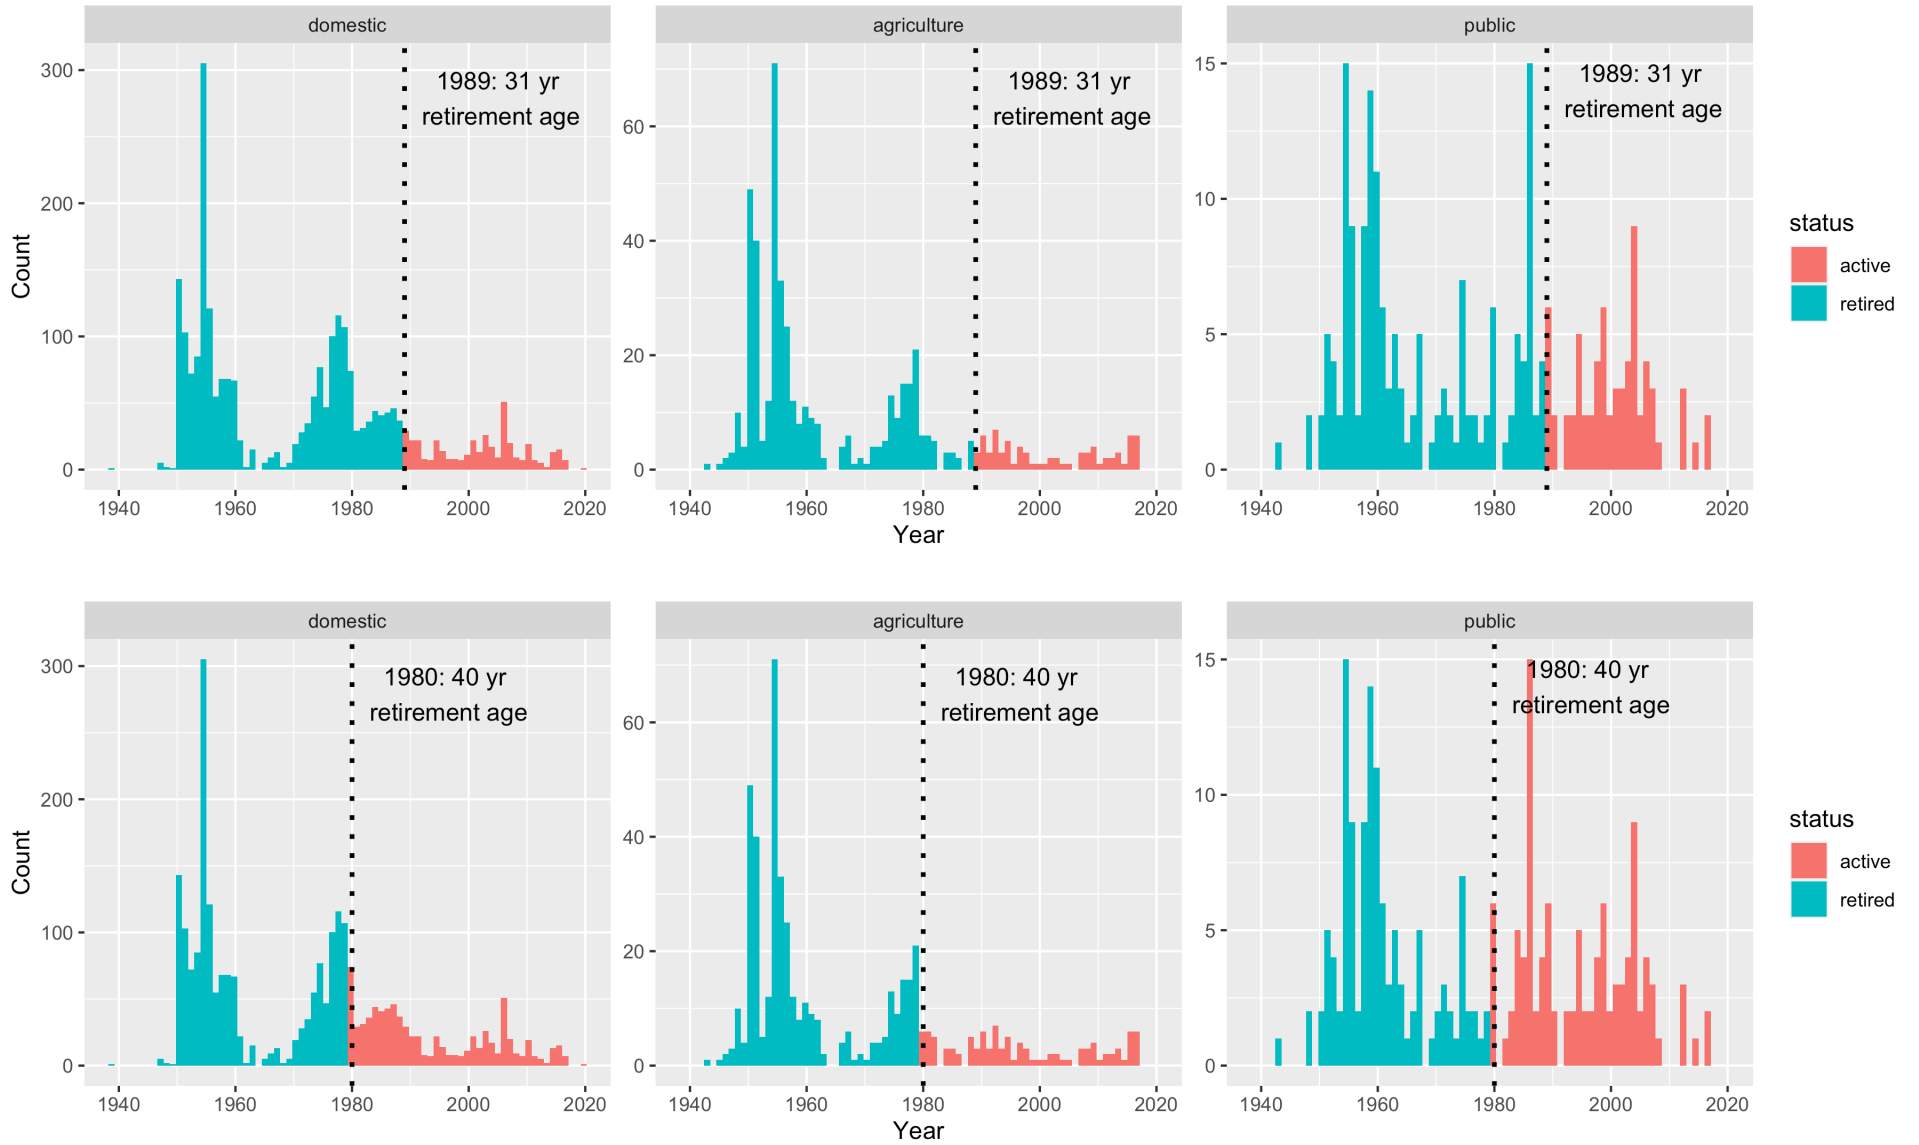 domestic
agriculture
public
300
200
100
0
60
40
20
0
15
10
5
0
1989: 31 yr
retirement age
1989: 31 yr
retirement age
1989: 31 yr
retirement age
1940 1960 1980 2000 2020
1940 1960 1980 2000 2020
1940 1960 1980 2000 2020
Count
Year
status
active
retired
domestic
agriculture
public
300
200
100
0
60
40
20
0
15
10
5
0
1980: 40 yr
retirement age
1980: 40 yr
retirement age
1980: 40 yr
retirement age
1940 1960 1980 2000 2020
1940 1960 1980 2000 2020
1940 1960 1980 2000 2020
Count
Year
status
active
retired